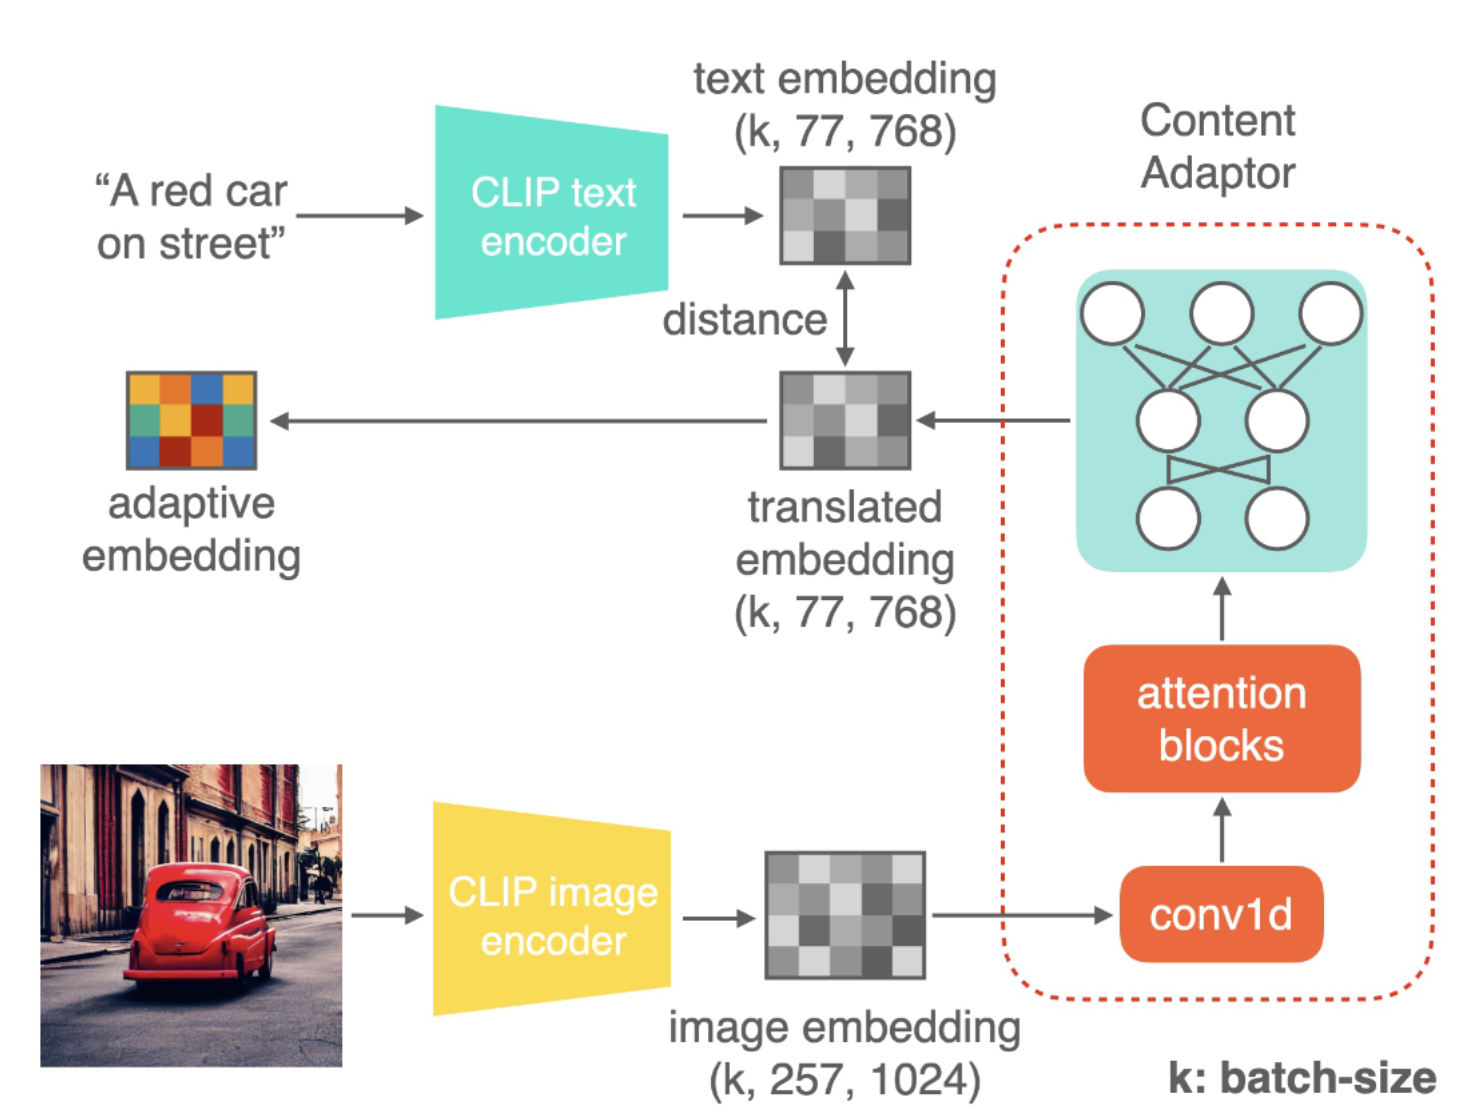 text embedding
(k, 77, 768)
Content
Adaptor
“A red car
on street”
CLIP text
encoder
distance
adaptive
embedding
translated
embedding
(k, 77, 768)
attention
blocks
CLIP image
encoder
conv1d
image embedding
(k, 257, 1024)
k: batch-size